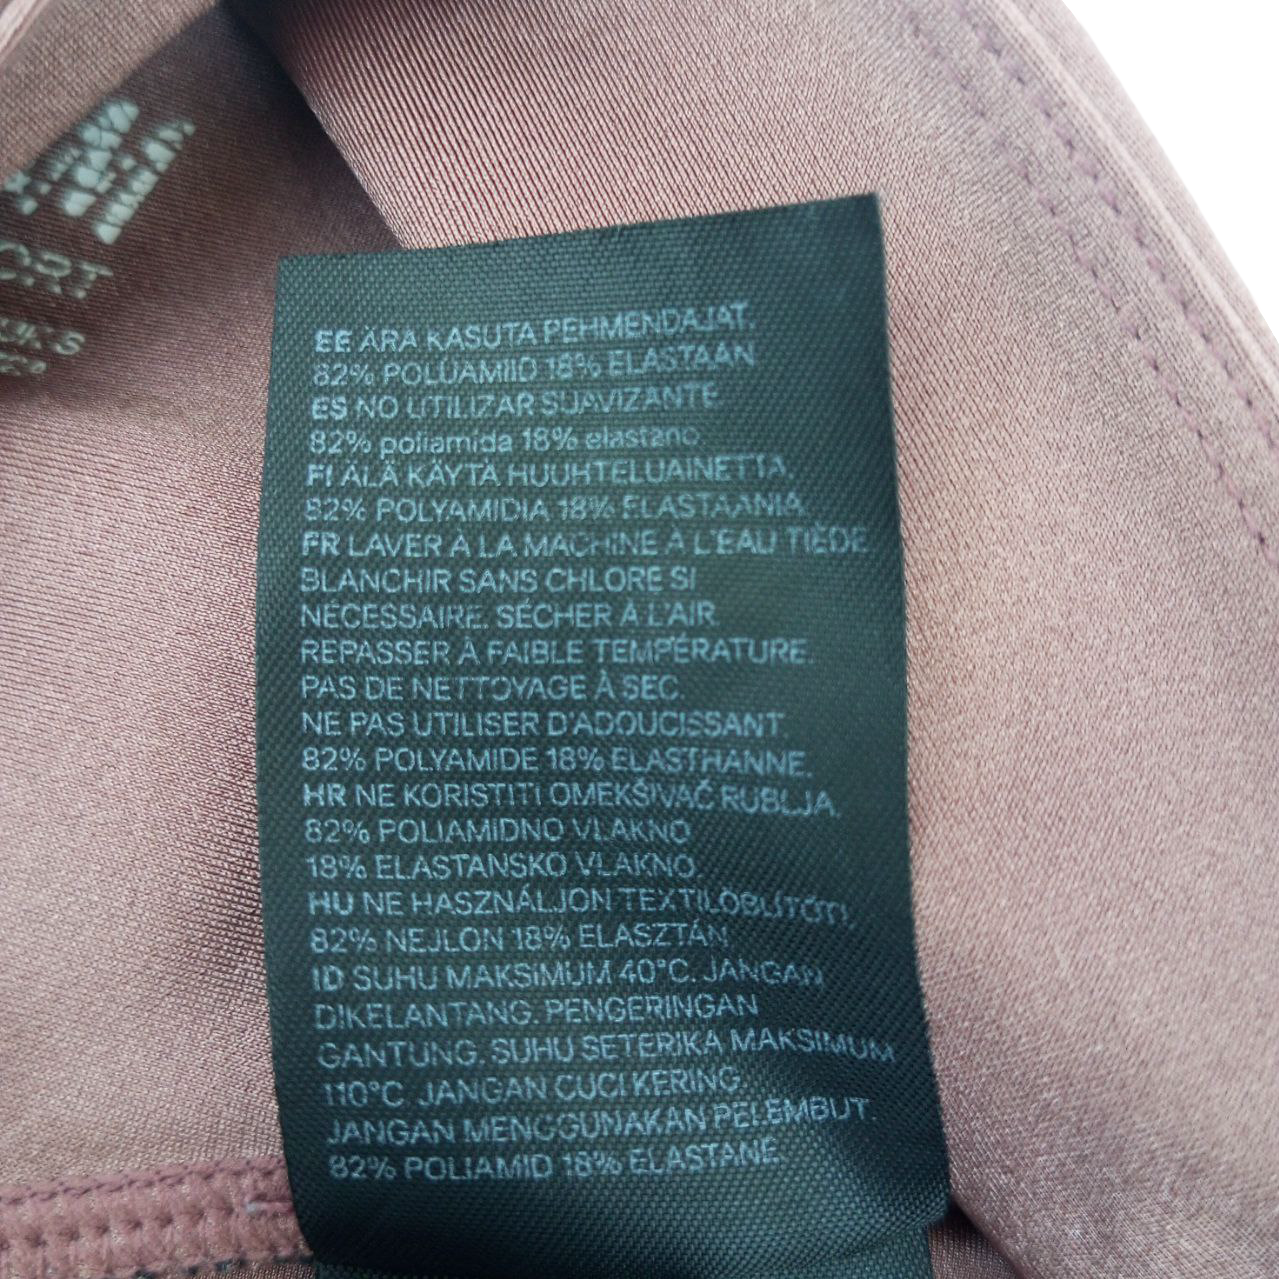 ORT
EE ÄRA KASUTA PEHMENDAJAT.
82% POLÜAMIID 18% ELASTAAN
ES NO UTILIZAR SUAVIZANTE
82% poliamida 18% elastano.
FI ÄLÄ KÄYTÄ HUUHTELUAINETTA.
82% POLYAMIDIA 18% ELASTAANIA.
FR LAVER À LA MACHINE À L'EAU TIÈDE.
BLANCHIR SANS CHLORE SI
NÉCESSAIRE. SÉCHER À L'AIR.
REPASSER À FAIBLE TEMPÉRATURE.
PAS DE NETTOYAGE À SEC.
NE PAS UTILISER D'ADOUCISSANT
82% POLYAMIDE 18% ELASTHANNE.
HR NE KORISTITI OMEKŠIVAČ RUBLJA.
82% POLIAMIDNO VLAKNO
18% ELASTANSKO VLAKNO.
HU NE HASZNÁLJON TEXTILÖBLÍTŐT!
82% NEJLON 18% ELASZTÁN.
ID SUHU MAKSIMUM 40°C. JANGAN
DIKELANTANG. PENGERINGAN
GANTUNG. SUHU SETERIKA MAKSIMUM
110°C. JANGAN CUCI KERING.
JANGAN MENGGUNAKAN PELEMBUT.
82% POLIAMID 18% ELASTANE.